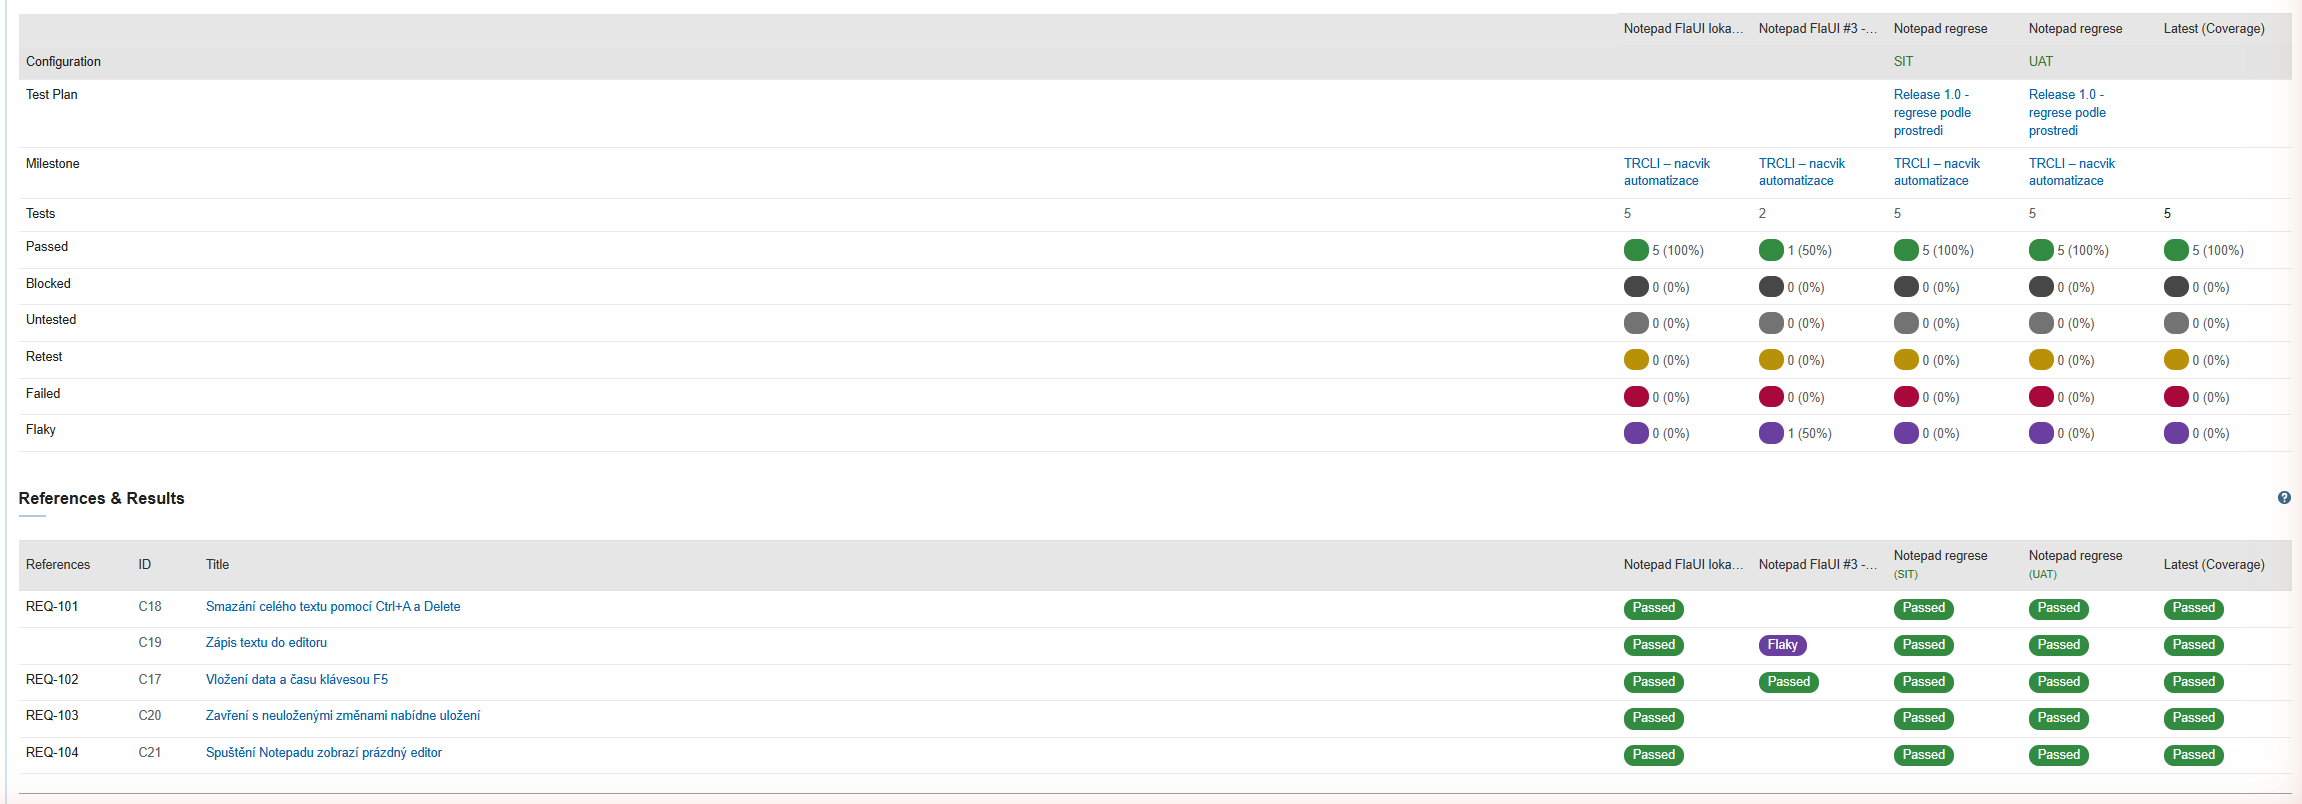 Notepad FlaUI loka... Notepad FlaUI #3 -... Notepad regrese Notepad regrese Latest (Coverage)
Configuration SIT UAT
Test Plan Release 1.0 - Release 1.0 -
regrese podle regrese podle
prostredi prostredi
Milestone TRCLI – nacvik TRCLI – nacvik TRCLI – nacvik TRCLI – nacvik
automatizace automatizace automatizace automatizace
Tests 5 2 5 5 5
Passed 5 (100%) 1 (50%) 5 (100%) 5 (100%) 5 (100%)
Blocked 0 (0%) 0 (0%) 0 (0%) 0 (0%) 0 (0%)
Untested 0 (0%) 0 (0%) 0 (0%) 0 (0%) 0 (0%)
Retest 0 (0%) 0 (0%) 0 (0%) 0 (0%) 0 (0%)
Failed 0 (0%) 0 (0%) 0 (0%) 0 (0%) 0 (0%)
Flaky 0 (0%) 1 (50%) 0 (0%) 0 (0%) 0 (0%)
References & Results ?
References ID Title Notepad FlaUI loka... Notepad FlaUI #3 -... Notepad regrese Notepad regrese Latest (Coverage)
(SIT) (UAT)
REQ-101 C18 Smazání celého textu pomocí Ctrl+A a Delete Passed Passed Passed Passed
C19 Zápis textu do editoru Passed Flaky Passed Passed Passed
REQ-102 C17 Vložení data a času klávesou F5 Passed Passed Passed Passed Passed
REQ-103 C20 Zavření s neuloženými změnami nabídne uložení Passed Passed Passed Passed
REQ-104 C21 Spuštění Notepadu zobrazí prázdný editor Passed Passed Passed Passed